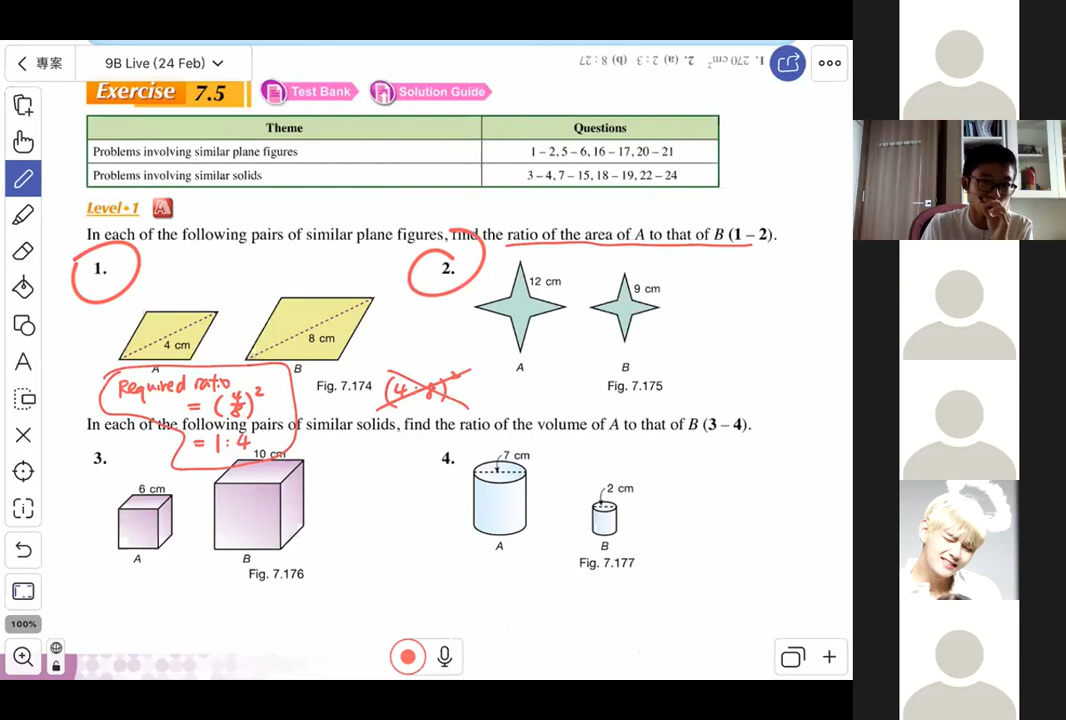 專案
9B Live (24 Feb)
1. 270 cm² 2. (a) 2 : 3 (b) 8 : 27
Exercise 7.5 Test Bank Solution Guide
Theme Questions
Problems involving similar plane figures 1 – 2, 5 – 6, 16 – 17, 20 – 21
Problems involving similar solids 3 – 4, 7 – 15, 18 – 19, 22 – 24
Level 1 A
In each of the following pairs of similar plane figures, find the ratio of the area of A to that of B (1 – 2).
1.
4 cm
8 cm
A
B
Fig. 7.174
2.
12 cm
9 cm
A
B
Fig. 7.175
Required ratio
= (4/8)²
= 1 : 4
(4 : 8)²
In each of the following pairs of similar solids, find the ratio of the volume of A to that of B (3 – 4).
3.
6 cm
10 cm
A
B
Fig. 7.176
4.
7 cm
2 cm
A
B
Fig. 7.177
100%